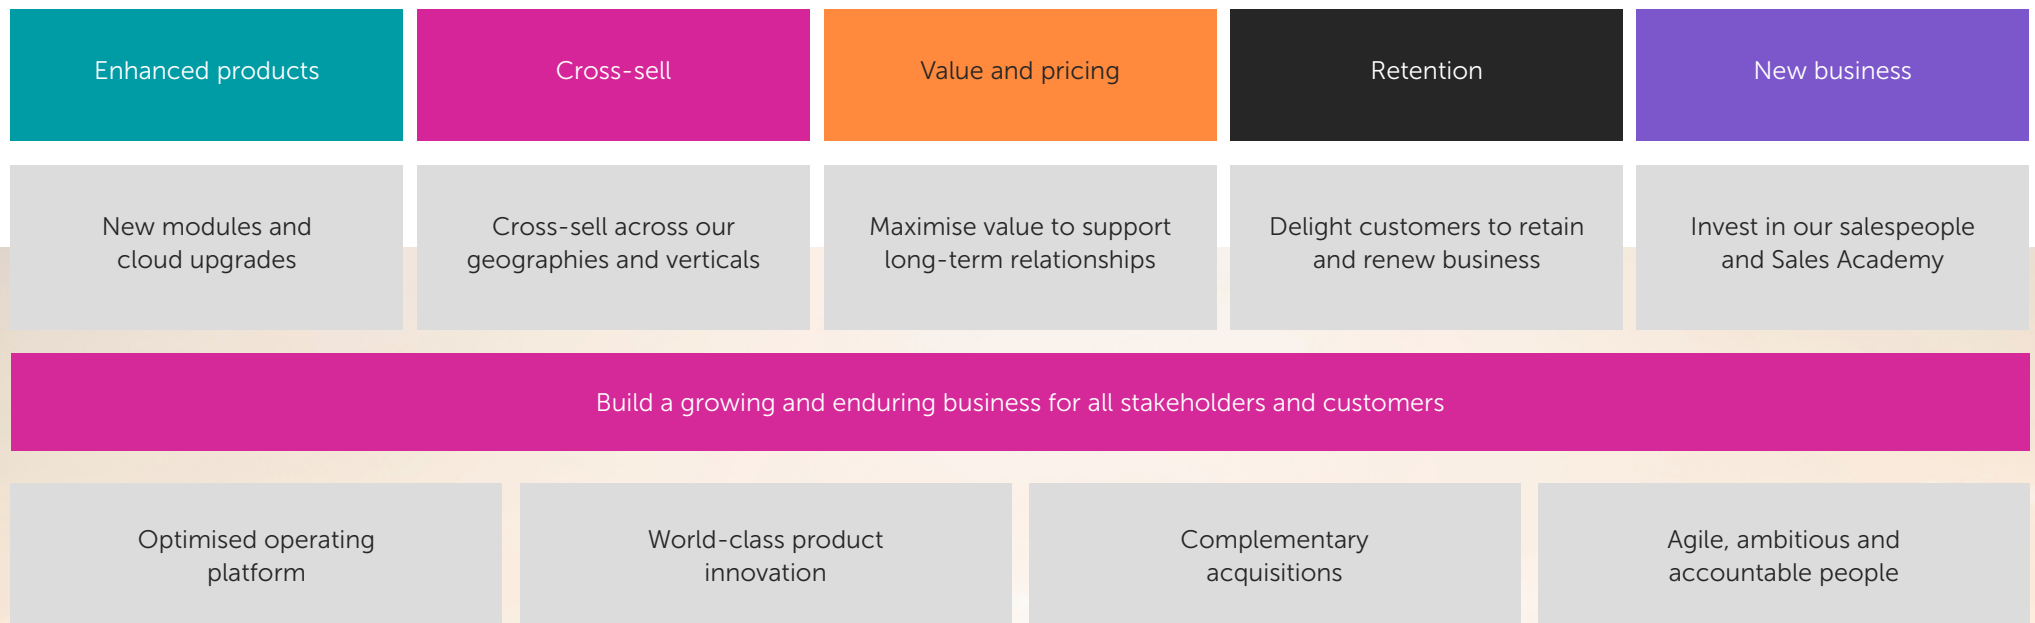 Enhanced products
Cross-sell
Value and pricing
Retention
New business
New modules and
cloud upgrades
Cross-sell across our
geographies and verticals
Maximise value to support
long-term relationships
Delight customers to retain
and renew business
Invest in our salespeople
and Sales Academy
Build a growing and enduring business for all stakeholders and customers
Optimised operating
platform
World-class product
innovation
Complementary
acquisitions
Agile, ambitious and
accountable people